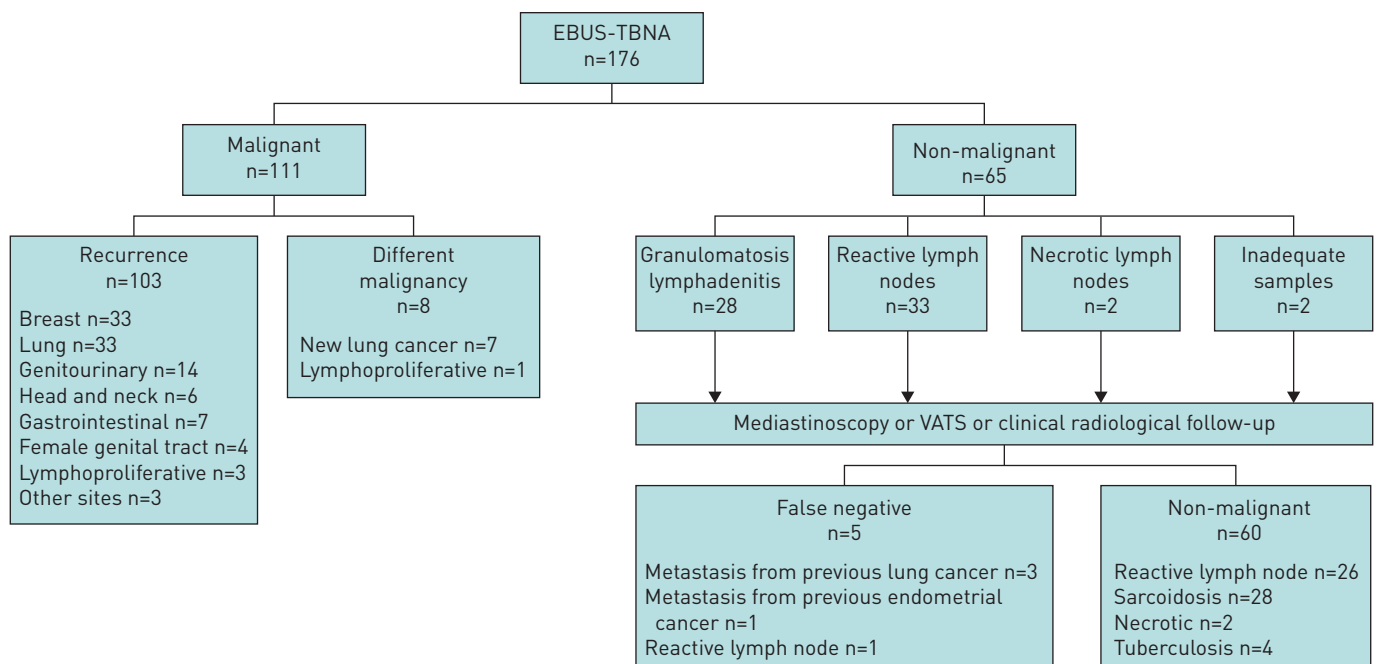 EBUS-TBNA
n=176
Malignant
n=111
Non-malignant
n=65
Recurrence
n=103
Breast n=33
Lung n=33
Genitourinary n=14
Head and neck n=6
Gastrointestinal n=7
Female genital tract n=4
Lymphoproliferative n=3
Other sites n=3
Different
malignancy
n=8
New lung cancer n=7
Lymphoproliferative n=1
Granulomatosis
lymphadenitis
n=28
Reactive lymph
nodes
n=33
Necrotic lymph
nodes
n=2
Inadequate
samples
n=2
Mediastinoscopy or VATS or clinical radiological follow-up
False negative
n=5
Metastasis from previous lung cancer n=3
Metastasis from previous endometrial
cancer n=1
Reactive lymph node n=1
Non-malignant
n=60
Reactive lymph node n=26
Sarcoidosis n=28
Necrotic n=2
Tuberculosis n=4